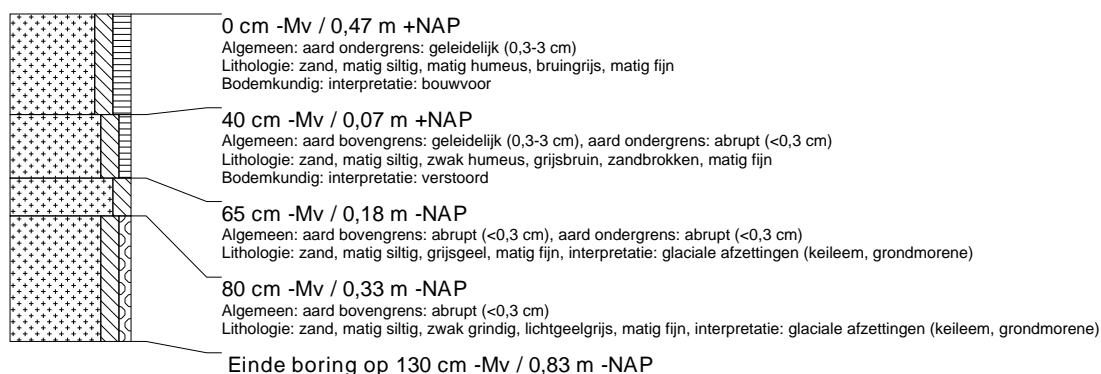 0 cm -Mv / 0,47 m +NAP
Algemeen: aard ondergrens: geleidelijk (0,3-3 cm)
Lithologie: zand, matig siltig, matig humeus, bruingrijs, matig fijn
Bodemkundig: interpretatie: bouwvoor
40 cm -Mv / 0,07 m +NAP
Algemeen: aard bovengrens: geleidelijk (0,3-3 cm), aard ondergrens: abrupt (<0,3 cm)
Lithologie: zand, matig siltig, zwak humeus, grijsbruin, zandbrokken, matig fijn
Bodemkundig: interpretatie: verstoord
65 cm -Mv / 0,18 m -NAP
Algemeen: aard bovengrens: abrupt (<0,3 cm), aard ondergrens: abrupt (<0,3 cm)
Lithologie: zand, matig siltig, grijsgeel, matig fijn, interpretatie: glaciale afzettingen (keileem, grondmorene)
80 cm -Mv / 0,33 m -NAP
Algemeen: aard bovengrens: abrupt (<0,3 cm)
Lithologie: zand, matig siltig, zwak grindig, lichtgeelgrijs, matig fijn, interpretatie: glaciale afzettingen (keileem, grondmorene)
Einde boring op 130 cm -Mv / 0,83 m -NAP